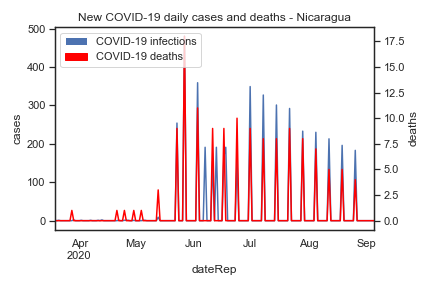 New COVID-19 daily cases and deaths - Nicaragua
COVID-19 infections
COVID-19 deaths
500
400
300
200
100
0
cases
17.5
15.0
12.5
10.0
7.5
5.0
2.5
0.0
deaths
Apr
2020
May
Jun
Jul
Aug
Sep
dateRep